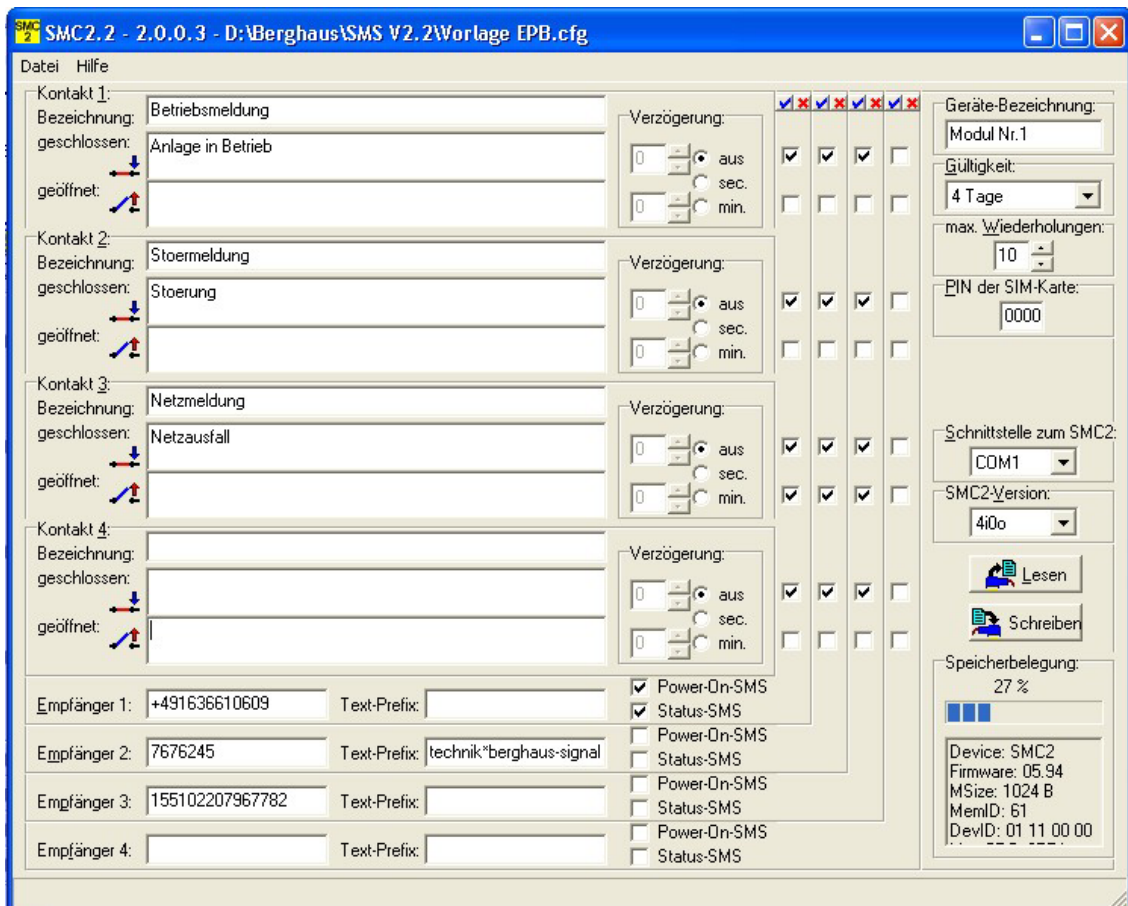 SMC2.2 - 2.0.0.3 - D:\Berghaus\SMS V2.2\Vorlage EPB.cfg
Datei Hilfe
Kontakt 1:
Bezeichnung: Betriebsmeldung
geschlossen: Anlage in Betrieb
geöffnet:
Verzögerung:
0 aus
sec.
0 min.
Kontakt 2:
Bezeichnung: Stoermeldung
geschlossen: Stoerung
geöffnet:
Verzögerung:
0 aus
sec.
0 min.
Kontakt 3:
Bezeichnung: Netzmeldung
geschlossen: Netzausfall
geöffnet:
Verzögerung:
0 aus
sec.
0 min.
Kontakt 4:
Bezeichnung:
geschlossen:
geöffnet:
Verzögerung:
0 aus
sec.
0 min.
Empfänger 1: +491636610609 Text-Prefix:
Power-On-SMS
Status-SMS
Empfänger 2: 7676245 Text-Prefix: technik*berghaus-signal
Power-On-SMS
Status-SMS
Empfänger 3: 155102207967782 Text-Prefix:
Power-On-SMS
Status-SMS
Empfänger 4: Text-Prefix:
Power-On-SMS
Status-SMS
Geräte-Bezeichnung:
Modul Nr.1
Gültigkeit:
4 Tage
max. Wiederholungen:
10
PIN der SIM-Karte:
0000
Schnittstelle zum SMC2:
COM1
SMC2-Version:
4i0o
Lesen
Schreiben
Speicherbelegung:
27 %
Device: SMC2
Firmware: 05.94
MSize: 1024 B
MemID: 61
DevID: 01 11 00 00